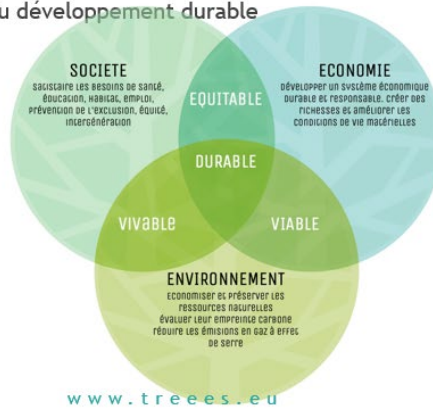 u développement durable
SOCIETE
satisfaire les besoins de santé,
éducation, habitat, emploi,
prévention de l'exclusion, équité,
intergénération
ECONOMIE
développer un système économique
durable et responsable. créer des
richesses et améliorer les
conditions de vie matérielles
EQUITABLE
DURABLE
VIVABLE
VIABLE
ENVIRONNEMENT
Economiser et préserver les
ressources naturelles
évaluer leur empreinte carbone
réduire les émisions en gaz à effet
de serre
www.treees.eu